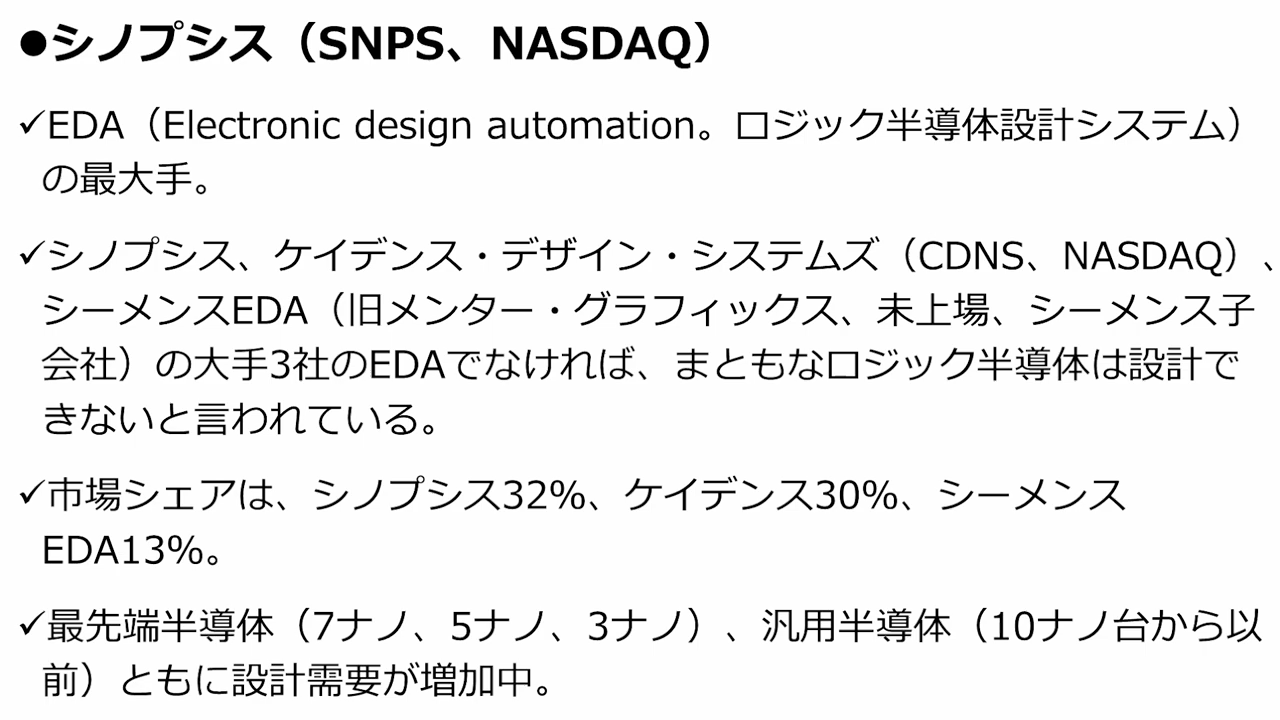 ●シノプシス（SNPS、NASDAQ）
✓EDA（Electronic design automation。ロジック半導体設計システム）
の最大手。
✓シノプシス、ケイデンス・デザイン・システムズ（CDNS、NASDAQ）、
シーメンスEDA（旧メンター・グラフィックス、未上場、シーメンス子
会社）の大手3社のEDAでなければ、まともなロジック半導体は設計で
きないと言われている。
✓市場シェアは、シノプシス32%、ケイデンス30%、シーメンス
EDA13%。
✓最先端半導体（7ナノ、5ナノ、3ナノ）、汎用半導体（10ナノ台から以
前）ともに設計需要が増加中。